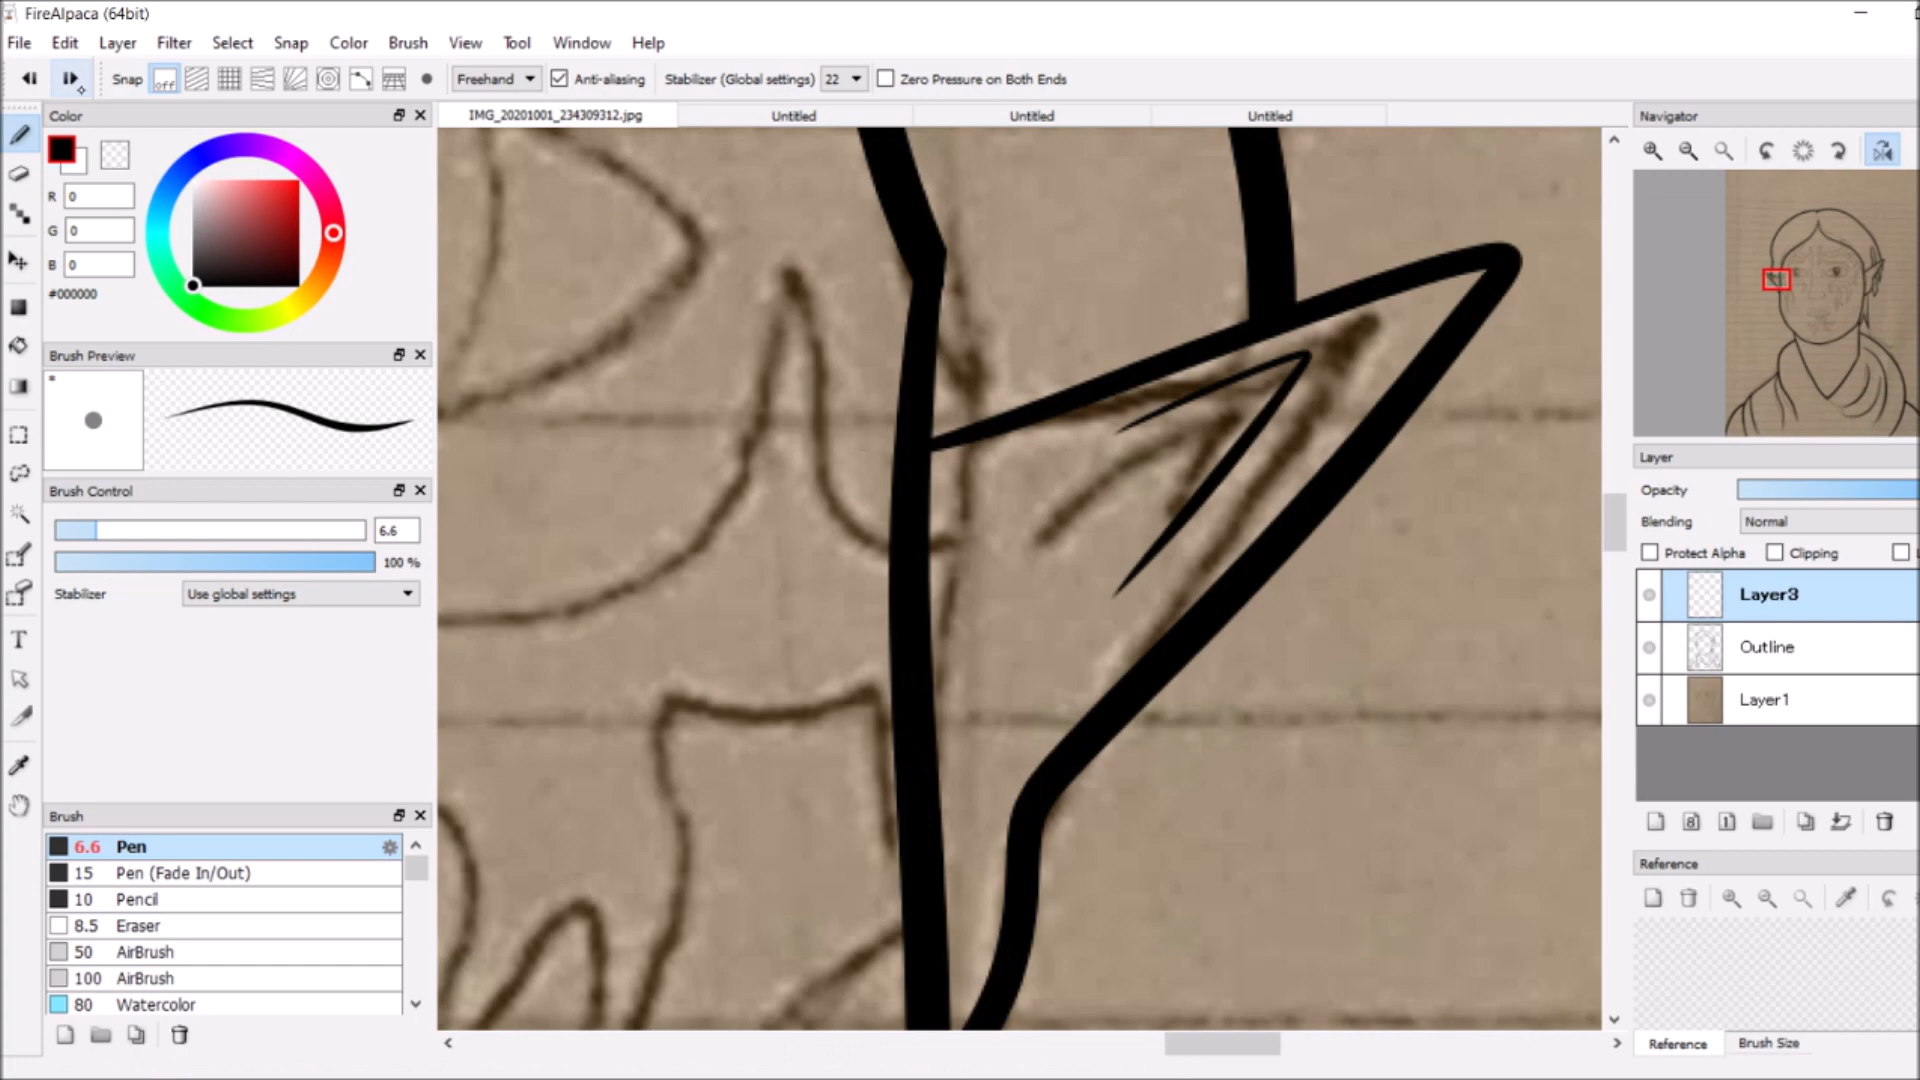 FireAlpaca (64bit)
File Edit Layer Filter Select Snap Color Brush View Tool Window Help
Snap off Freehand Anti-aliasing Stabilizer (Global settings) 22 Zero Pressure on Both Ends
Color
IMG_20201001_234309312.jpg Untitled Untitled Untitled
Navigator
R 0
G 0
B 0
#000000
Brush Preview
*
Brush Control
6.6
100 %
Stabilizer Use global settings
Layer
Opacity
Blending Normal
Protect Alpha Clipping
Layer3
Outline
Layer1
8 1
Brush
6.6 Pen
15 Pen (Fade In/Out)
10 Pencil
8.5 Eraser
50 AirBrush
100 AirBrush
80 Watercolor
Reference
Reference Brush Size
T